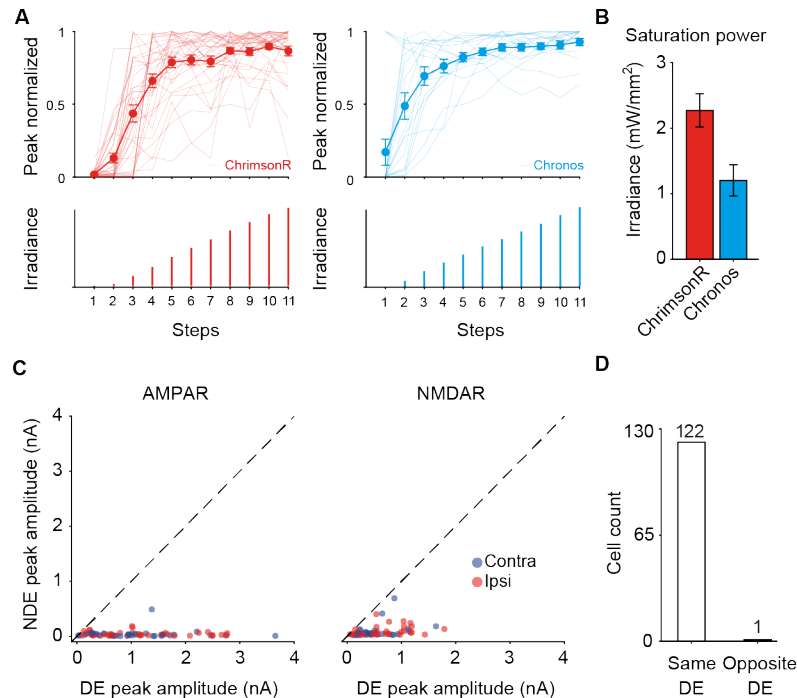 A
Peak normalized
1
0.5
0
ChrimsonR
Irradiance
1 2 3 4 5 6 7 8 9 10 11
Steps
Peak normalized
1
0.5
0
Chronos
Irradiance
1 2 3 4 5 6 7 8 9 10 11
Steps
B
Saturation power
Irradiance (mW/mm²)
3
2
1
0
ChrimsonR
Chronos
C
AMPAR
NDE peak amplitude (nA)
4
3
2
1
0
0 1 2 3 4
DE peak amplitude (nA)
NMDAR
Contra
Ipsi
0 1 2 3 4
DE peak amplitude (nA)
D
Cell count
130
65
0
122
1
Same Opposite
DE DE